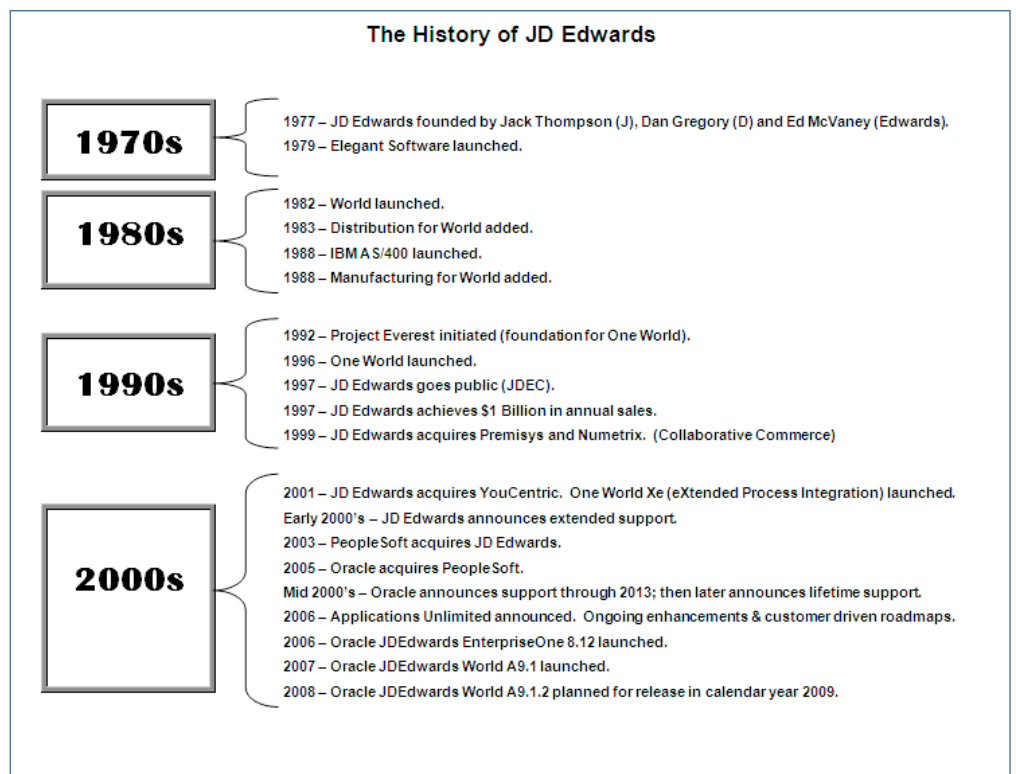 The History of JD Edwards
1970s
1977 – JD Edwards founded by Jack Thompson (J), Dan Gregory (D) and Ed McVaney (Edwards).
1979 – Elegant Software launched.
1980s
1982 – World launched.
1983 – Distribution for World added.
1988 – IBM AS/400 launched.
1988 – Manufacturing for World added.
1990s
1992 – Project Everest initiated (foundation for One World).
1996 – One World launched.
1997 – JD Edwards goes public (JDEC).
1997 – JD Edwards achieves $1 Billion in annual sales.
1999 – JD Edwards acquires Premisys and Numetrix. (Collaborative Commerce)
2000s
2001 – JD Edwards acquires YouCentric. One World Xe (eXtended Process Integration) launched.
Early 2000's – JD Edwards announces extended support.
2003 – PeopleSoft acquires JD Edwards.
2005 – Oracle acquires PeopleSoft.
Mid 2000's – Oracle announces support through 2013; then later announces lifetime support.
2006 – Applications Unlimited announced. Ongoing enhancements & customer driven roadmaps.
2006 – Oracle JDEdwards EnterpriseOne 8.12 launched.
2007 – Oracle JDEdwards World A9.1 launched.
2008 – Oracle JDEdwards World A9.1.2 planned for release in calendar year 2009.